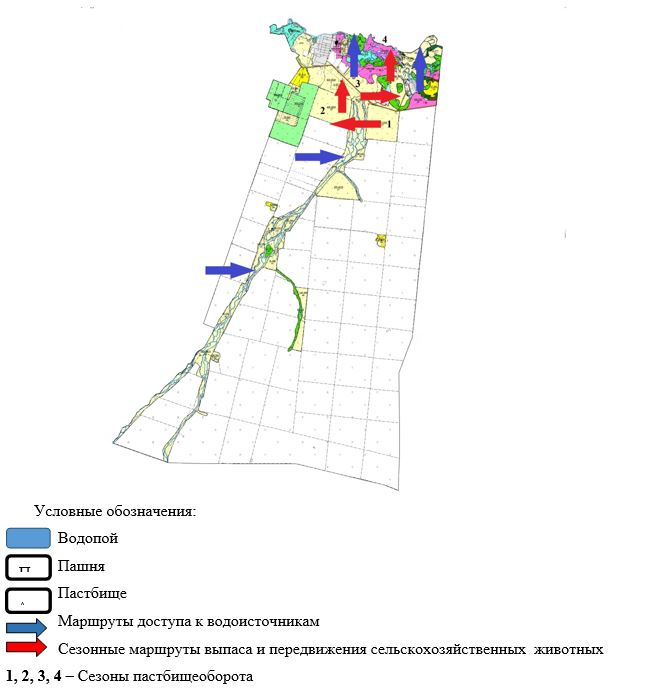 4
3
2
1
Условные обозначения:
Водопой
Пашня
Пастбище
Маршруты доступа к водоисточникам
Сезонные маршруты выпаса и передвижения сельскохозяйственных животных
1, 2, 3, 4 – Сезоны пастбищеоборота